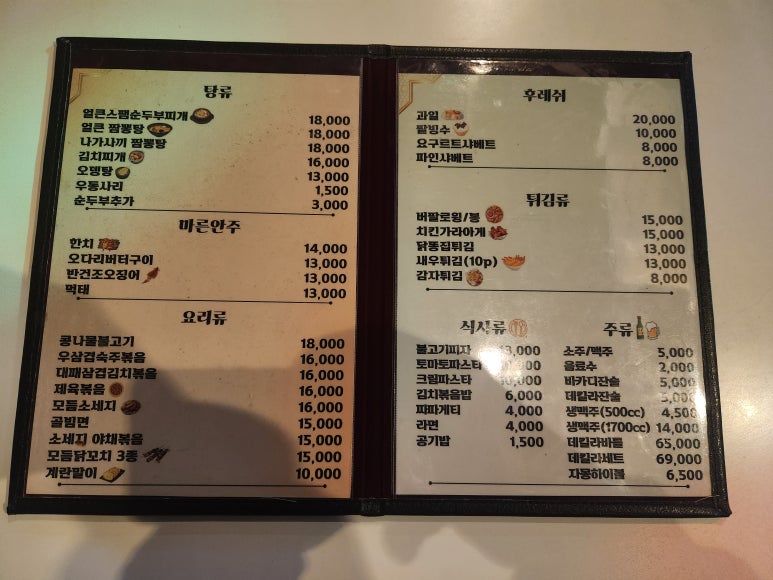 탕류
얼큰스팸순두부찌개 18,000
얼큰 짬뽕탕 18,000
나가사끼 짬뽕탕 18,000
김치찌개 16,000
오뎅탕 13,000
우동사리 1,500
순두부추가 3,000
마른안주
한치 14,000
오다리버터구이 13,000
반건조오징어 13,000
먹태 13,000
요리류
콩나물불고기 18,000
우삼겹숙주볶음 16,000
대패삼겹김치볶음 16,000
제육볶음 16,000
모듬소세지 16,000
골빔면 15,000
소세지 야채볶음 15,000
모듬닭꼬치 3종 15,000
계란말이 10,000
후레쉬
과일 20,000
팥빙수 10,000
요구르트샤베트 8,000
파인샤베트 8,000
튀김류
버팔로윙/봉 15,000
치킨가라아게 15,000
닭똥집튀김 13,000
새우튀김(10p) 13,000
감자튀김 8,000
식사류
불고기피자 13,000
토마토파스타
크림파스타
김치볶음밥 6,000
짜파게티 4,000
라면 4,000
공기밥 1,500
주류
소주/맥주 5,000
음료수 2,000
바카디잔술 5,000
데킬라잔술 5,000
생맥주(500cc) 4,500
생맥주(1700cc) 14,000
데킬라바틀 65,000
데킬라세트 69,000
자몽하이볼 6,500